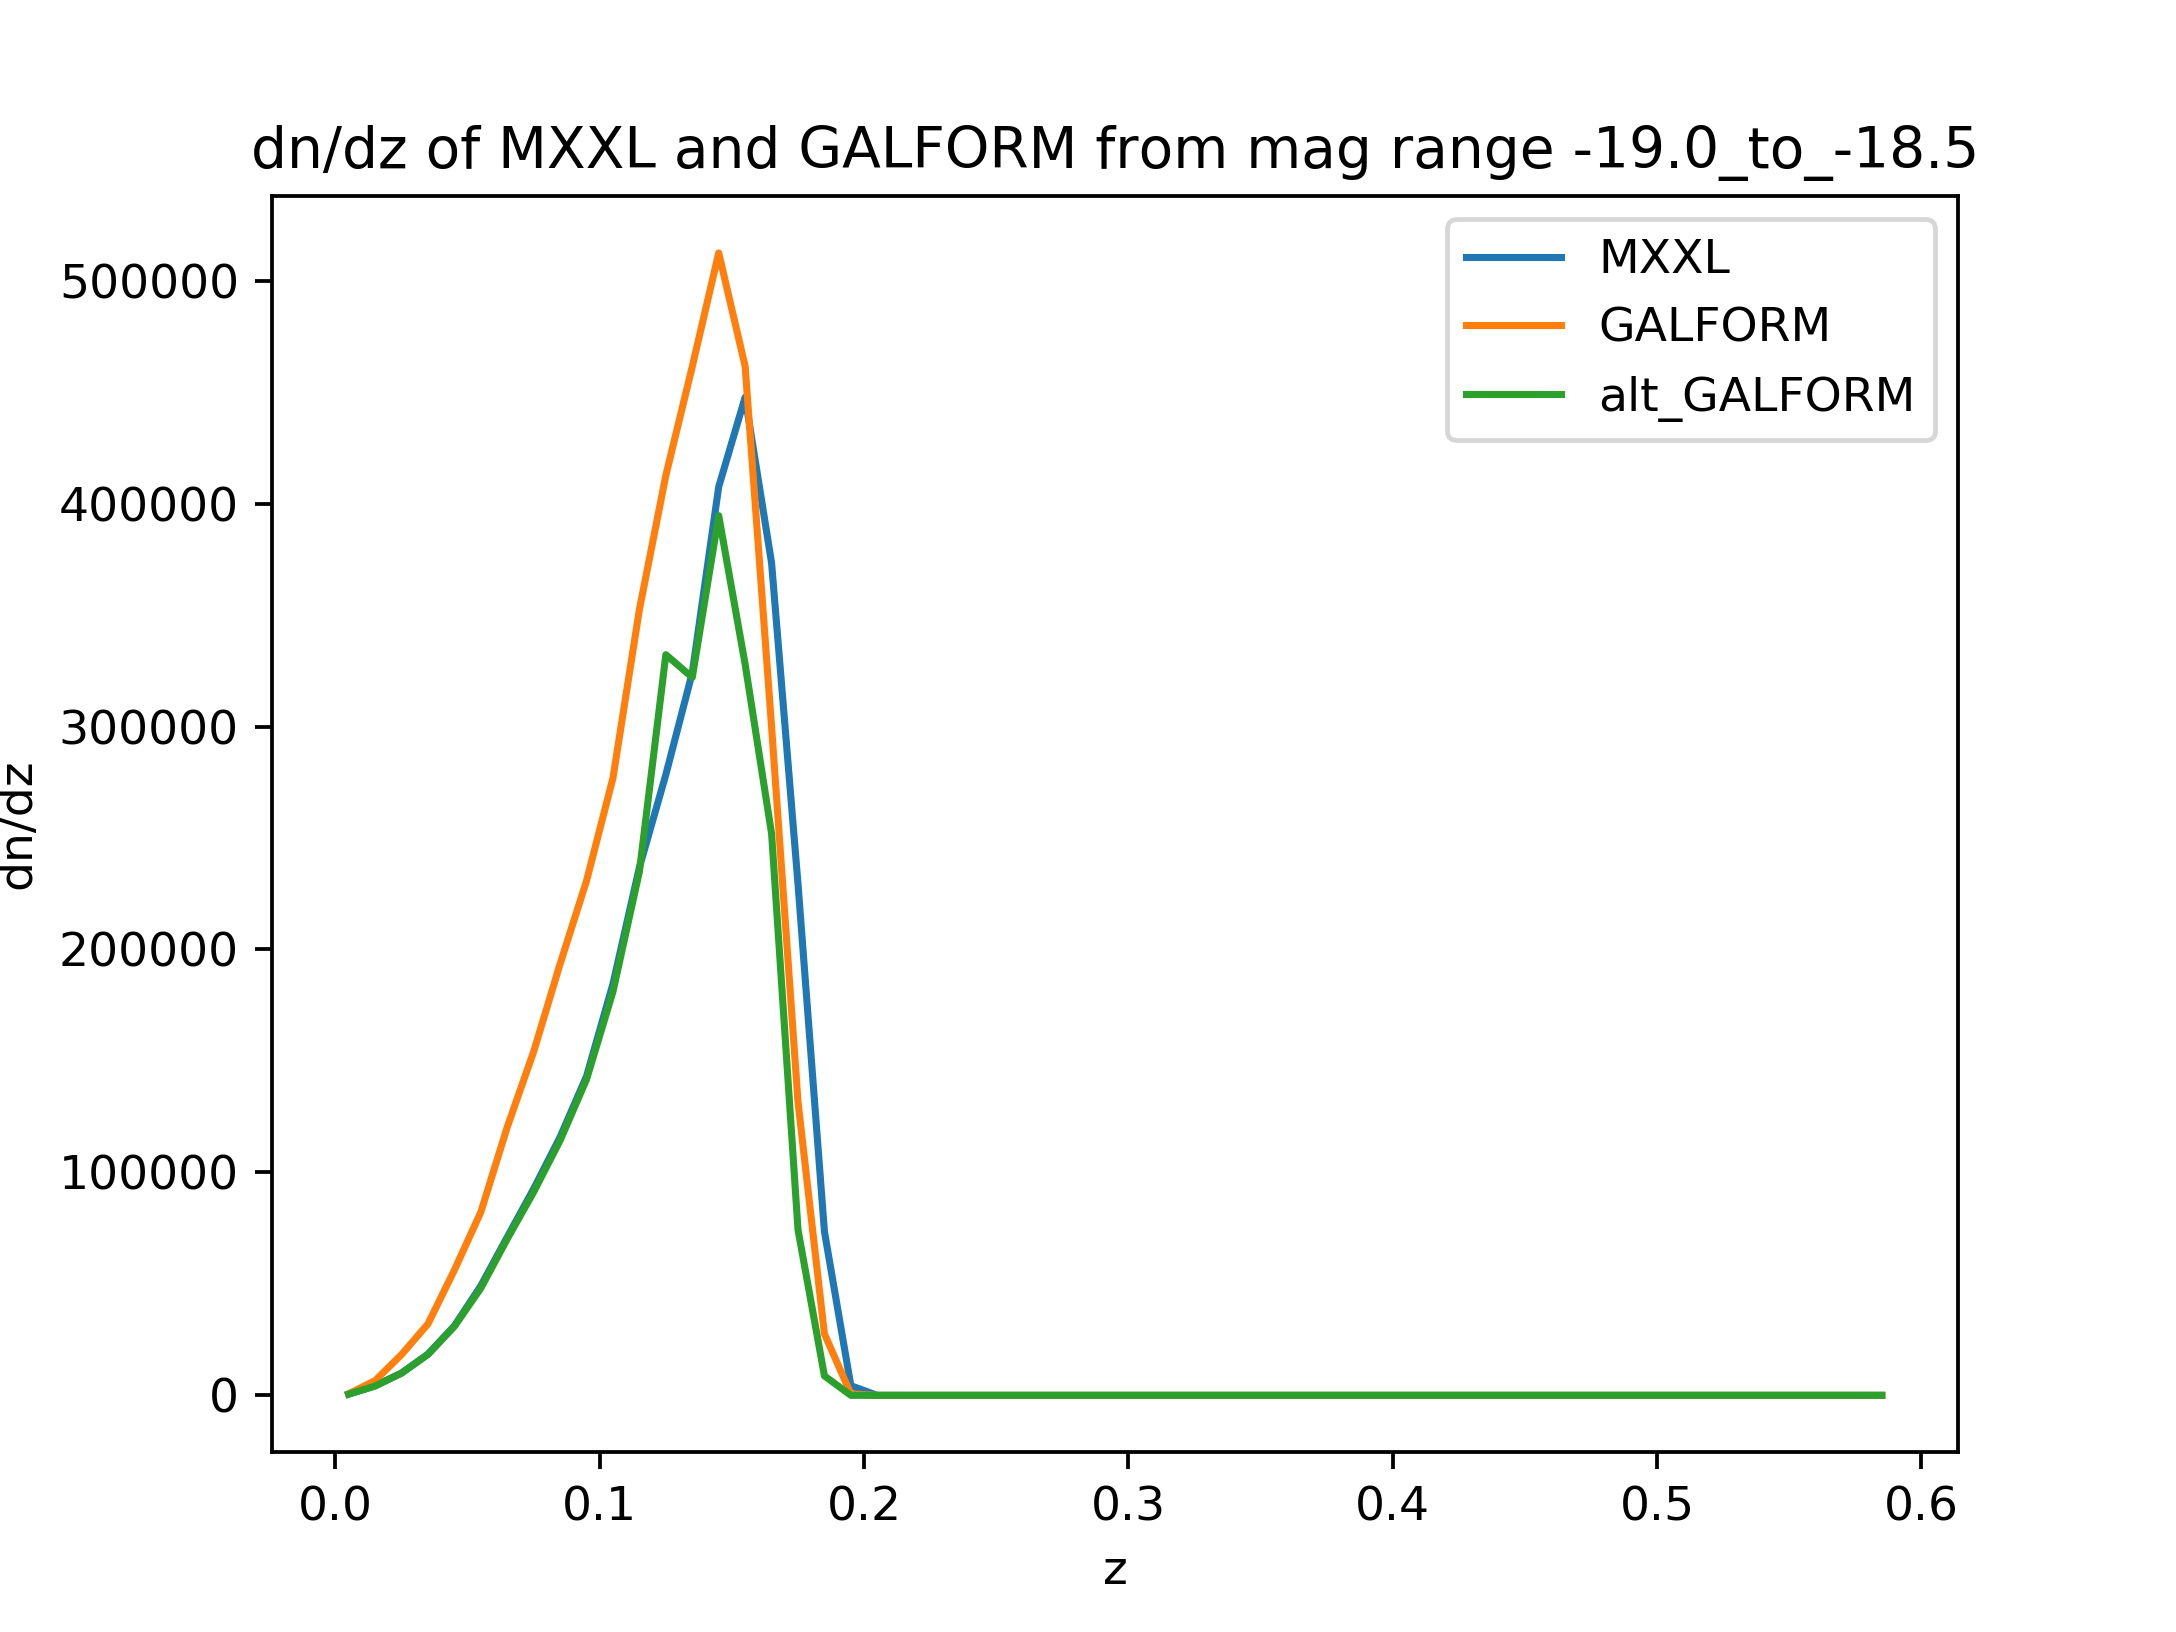 dn/dz of MXXL and GALFORM from mag range -19.0_to_-18.5
MXXL
GALFORM
alt_GALFORM
500000
400000
300000
200000
100000
0
dn/dz
0.0 0.1 0.2 0.3 0.4 0.5 0.6
z